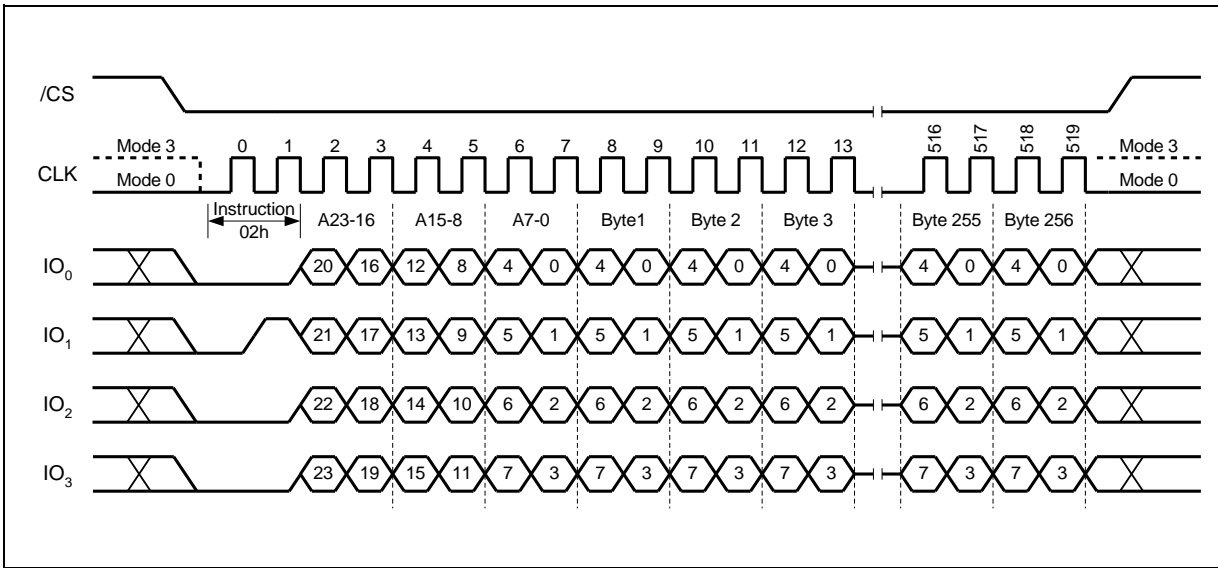 /CS
Mode 3 0 1 2 3 4 5 6 7 8 9 10 11 12 13 516 517 518 519 Mode 3
CLK
Mode 0 Mode 0
Instruction A23-16 A15-8 A7-0 Byte1 Byte 2 Byte 3 Byte 255 Byte 256
02h
IO0 20 16 12 8 4 0 4 0 4 0 4 0 4 0 4 0
IO1 21 17 13 9 5 1 5 1 5 1 5 1 5 1 5 1
IO2 22 18 14 10 6 2 6 2 6 2 6 2 6 2 6 2
IO3 23 19 15 11 7 3 7 3 7 3 7 3 7 3 7 3